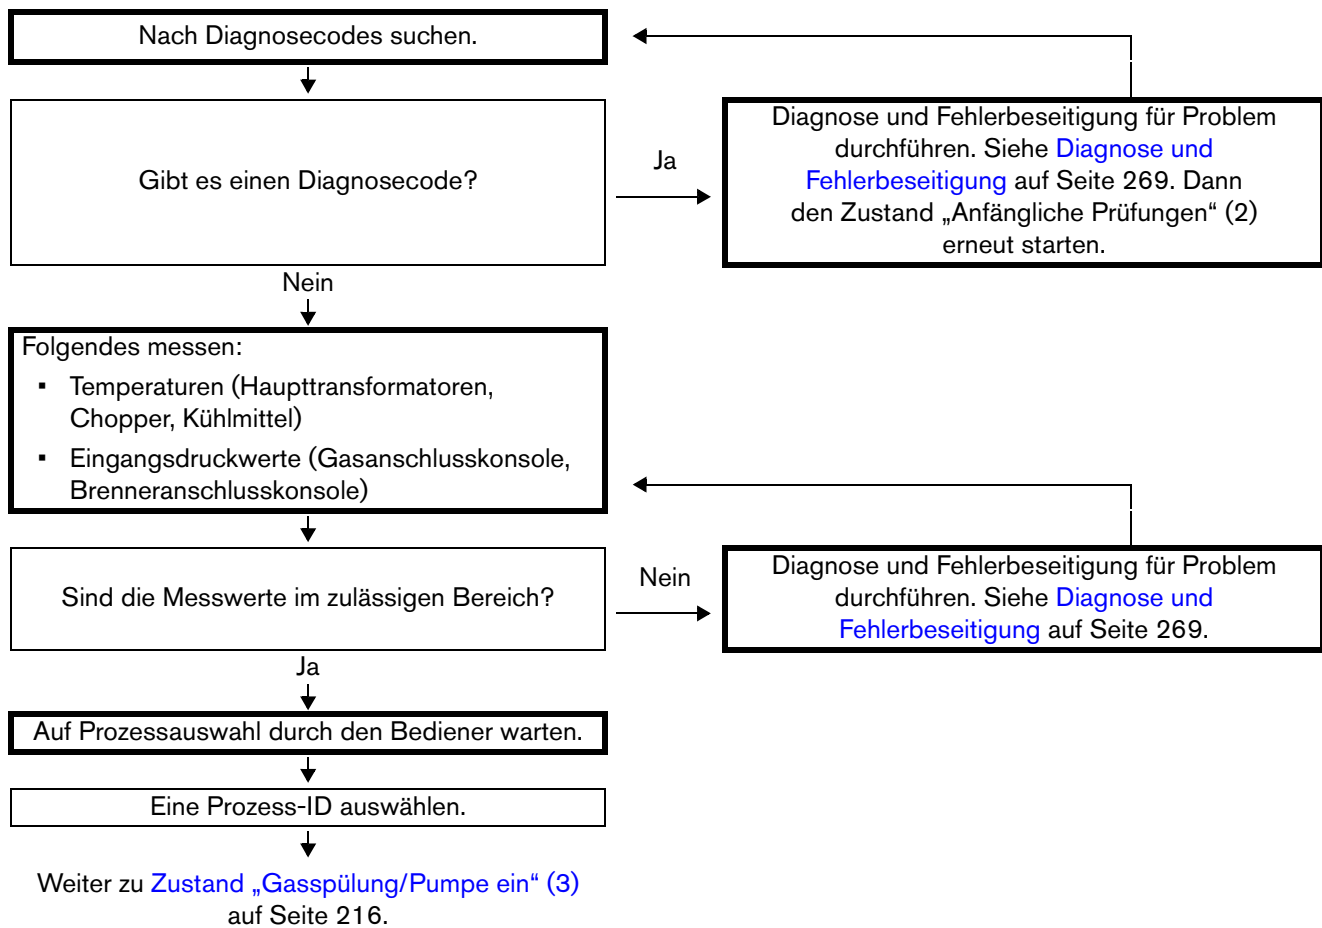 Nach Diagnosecodes suchen.
Gibt es einen Diagnosecode?
Ja
Diagnose und Fehlerbeseitigung für Problem
durchführen. Siehe Diagnose und
Fehlerbeseitigung auf Seite 269. Dann
den Zustand „Anfängliche Prüfungen“ (2)
erneut starten.
Nein
Folgendes messen:
▪ Temperaturen (Haupttransformatoren,
Chopper, Kühlmittel)
▪ Eingangsdruckwerte (Gasanschlusskonsole,
Brenneranschlusskonsole)
Sind die Messwerte im zulässigen Bereich?
Nein
Diagnose und Fehlerbeseitigung für Problem
durchführen. Siehe Diagnose und
Fehlerbeseitigung auf Seite 269.
Ja
Auf Prozessauswahl durch den Bediener warten.
Eine Prozess-ID auswählen.
Weiter zu Zustand „Gasspülung/Pumpe ein“ (3)
auf Seite 216.